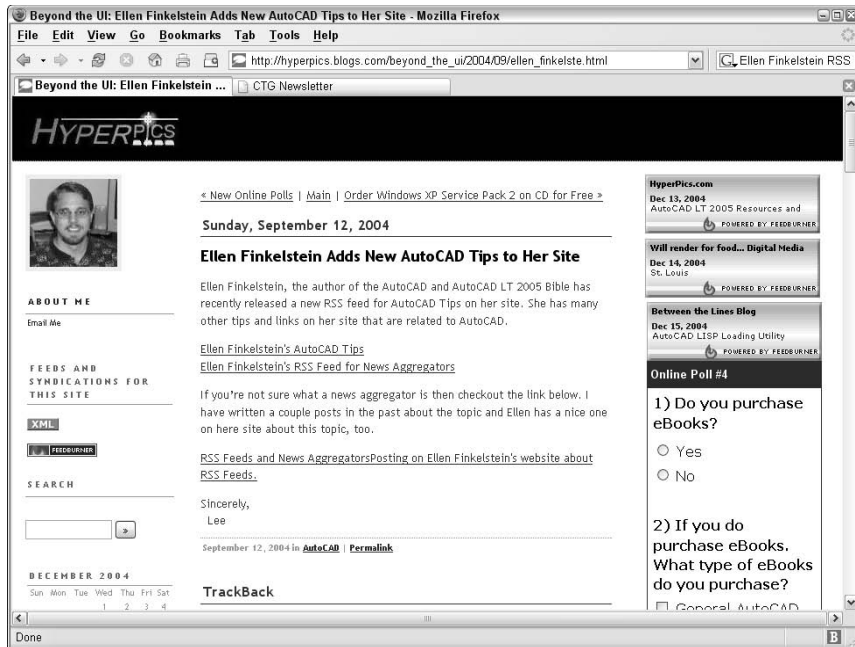 Beyond the UI: Ellen Finkelstein Adds New AutoCAD Tips to Her Site - Mozilla Firefox
File Edit View Go Bookmarks Tab Tools Help
http://hyperpics.blogs.com/beyond_the_ui/2004/09/ellen_finkelste.html
G Ellen Finkelstein RSS
Beyond the UI: Ellen Finkelstein ...
CTG Newsletter
HYPERPICS
ABOUT ME
Email Me
FEEDS AND
SYNDICATIONS FOR
THIS SITE
XML
FEEDBURNER
SEARCH
»
DECEMBER 2004
Sun Mon Tue Wed Thu Fri Sat
1 2 3 4
« New Online Polls | Main | Order Windows XP Service Pack 2 on CD for Free »
Sunday, September 12, 2004
Ellen Finkelstein Adds New AutoCAD Tips to Her Site
Ellen Finkelstein, the author of the AutoCAD and AutoCAD LT 2005 Bible has
recently released a new RSS feed for AutoCAD Tips on her site. She has many
other tips and links on her site that are related to AutoCAD.
Ellen Finkelstein's AutoCAD Tips
Ellen Finkelstein's RSS Feed for News Aggregators
If you're not sure what a news aggregator is then checkout the link below. I
have written a couple posts in the past about the topic and Ellen has a nice one
on here site about this topic, too.
RSS Feeds and News AggregatorsPosting on Ellen Finkelstein's website about
RSS Feeds.
Sincerely,
Lee
September 12, 2004 in AutoCAD | Permalink
TrackBack
HyperPics.com
Dec 13, 2004
AutoCAD LT 2005 Resources and
POWERED BY FEEDBURNER
Will render for food... Digital Media
Dec 14, 2004
St. Louis
POWERED BY FEEDBURNER
Between the Lines Blog
Dec 15, 2004
AutoCAD LISP Loading Utility
POWERED BY FEEDBURNER
Online Poll #4
1) Do you purchase
eBooks?
Yes
No
2) If you do
purchase eBooks.
What type of eBooks
do you purchase?
General AutoCAD
Done
B